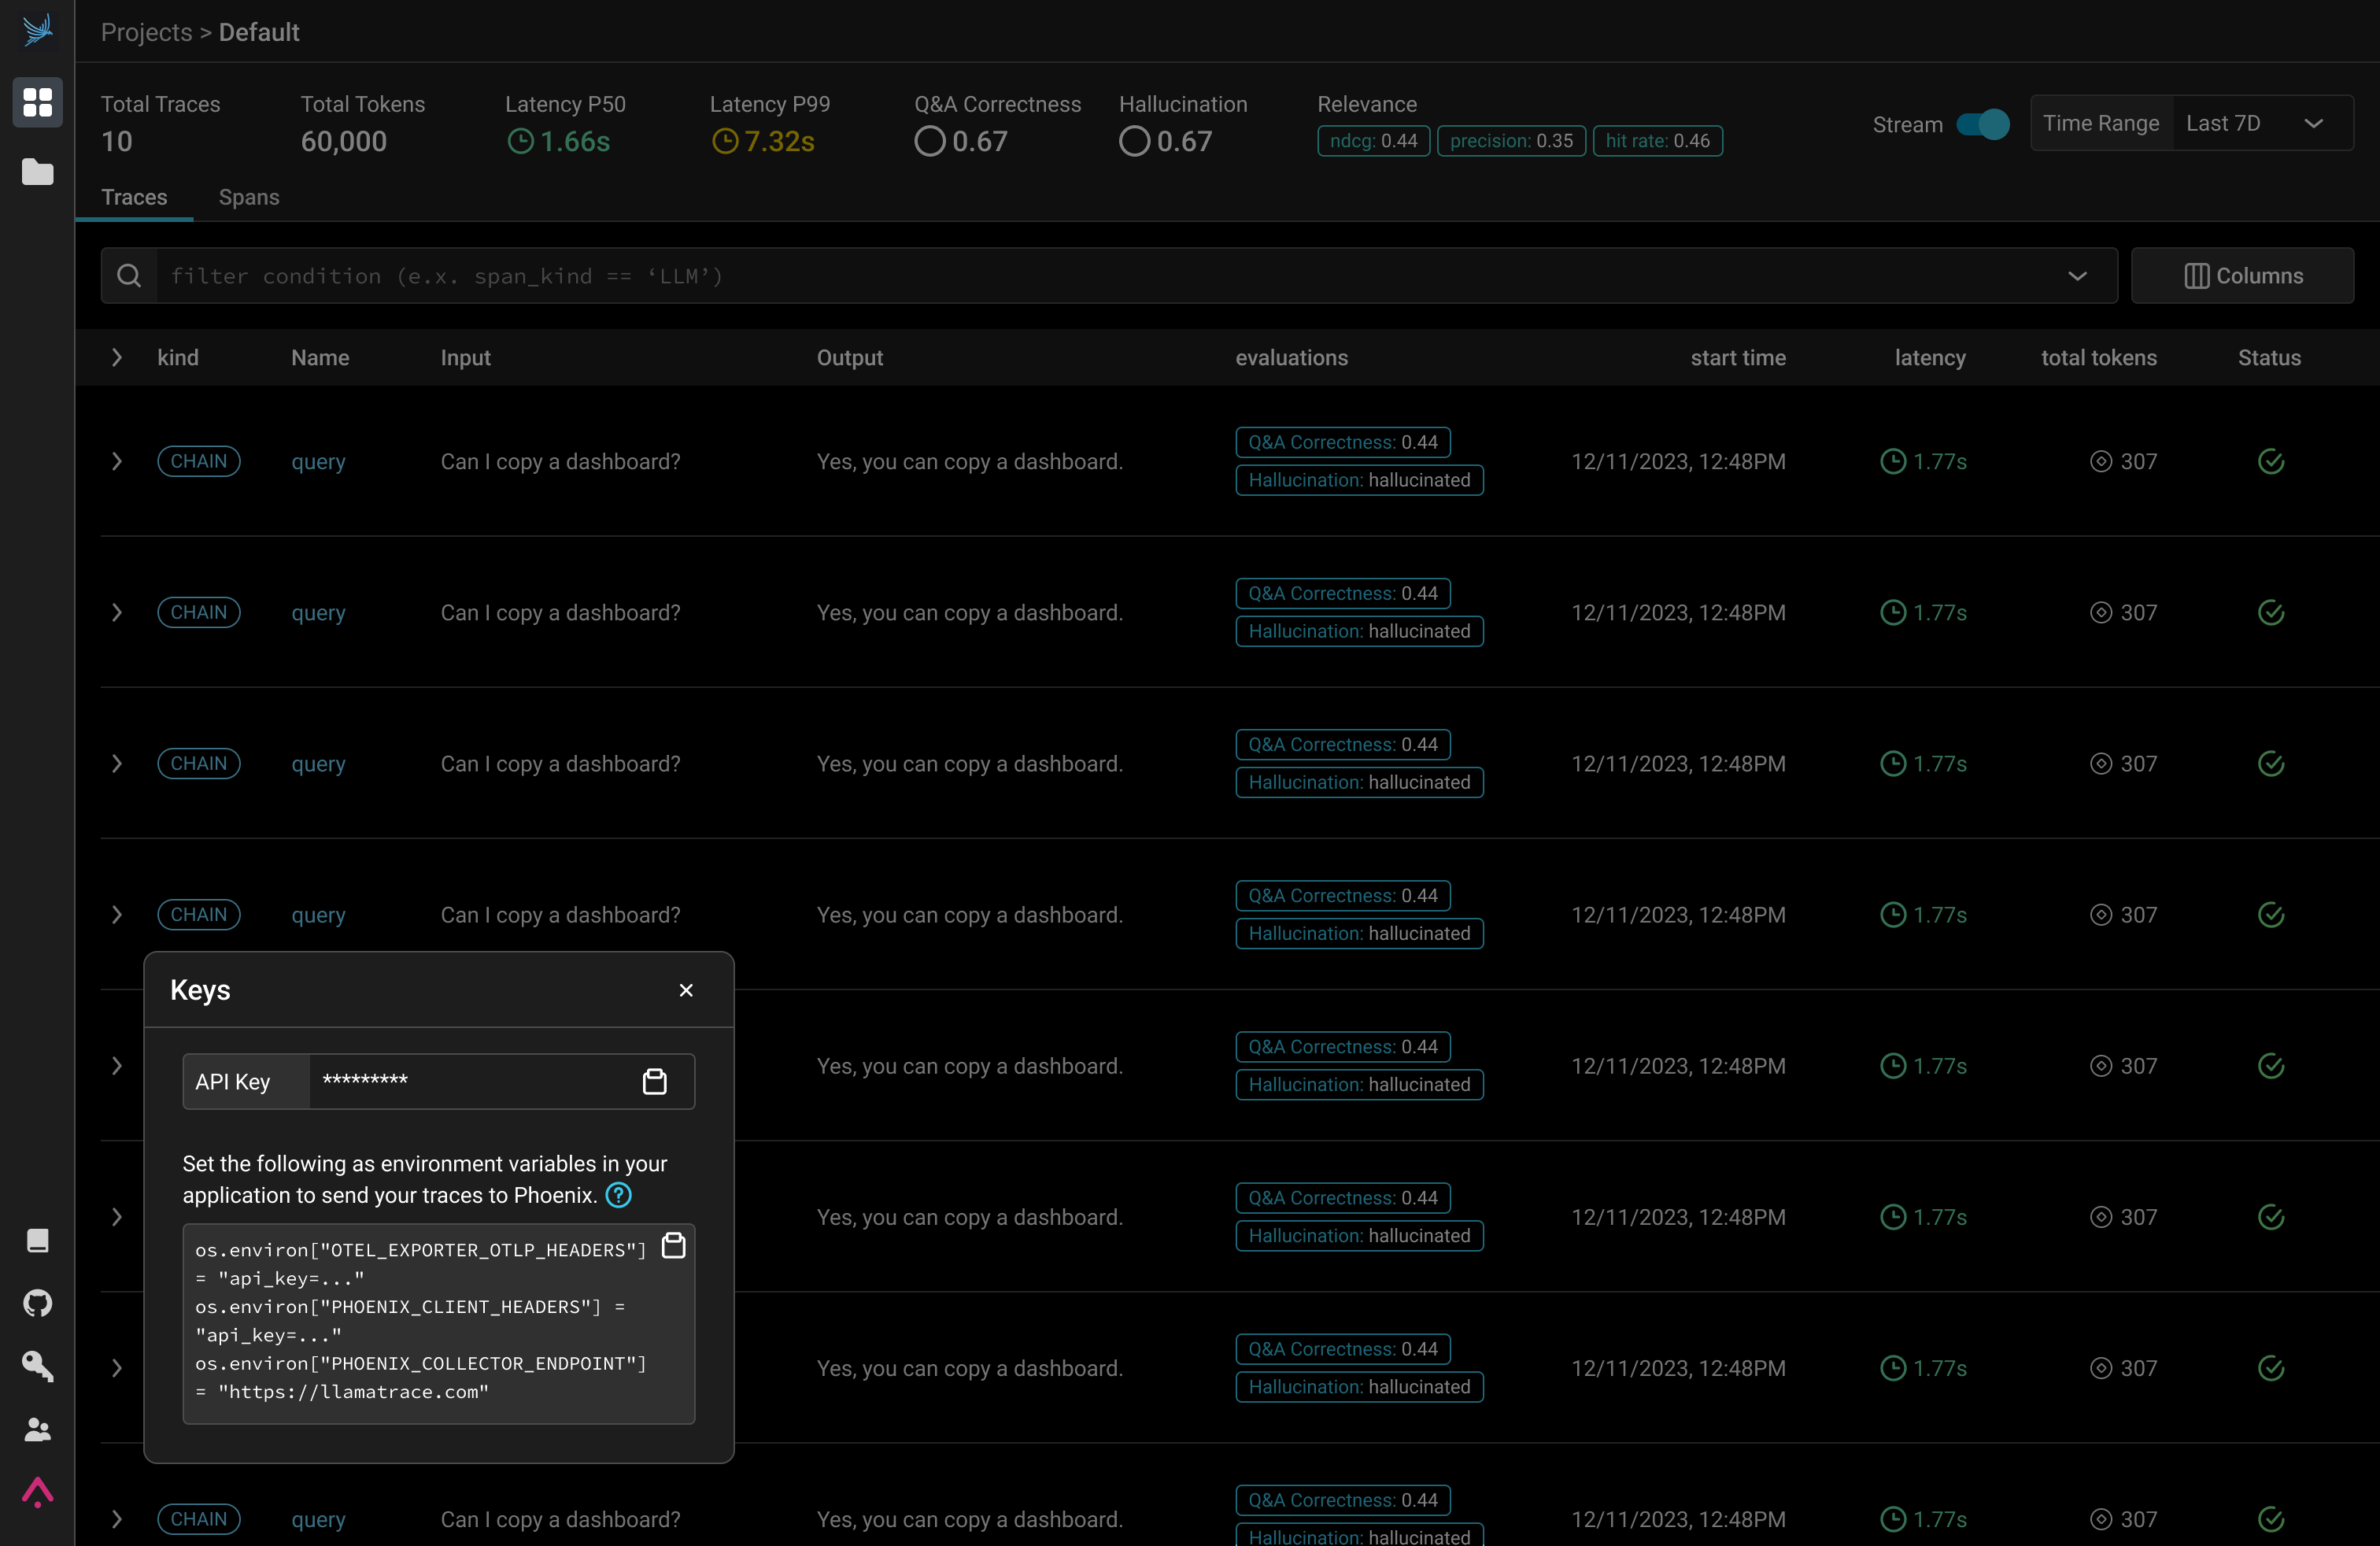 Projects > Default
Total Traces
10
Total Tokens
60,000
Latency P50
1.66s
Latency P99
7.32s
Q&A Correctness
0.67
Hallucination
0.67
Relevance
ndcg: 0.44 precision: 0.35 hit rate: 0.46
Stream
Time Range Last 7D
Traces Spans
filter condition (e.x. span_kind == ‘LLM’)
Columns
kind Name Input Output evaluations start time latency total tokens Status
CHAIN query Can I copy a dashboard? Yes, you can copy a dashboard. Q&A Correctness: 0.44
Hallucination: hallucinated
12/11/2023, 12:48PM 1.77s 307
CHAIN query Can I copy a dashboard? Yes, you can copy a dashboard. Q&A Correctness: 0.44
Hallucination: hallucinated
12/11/2023, 12:48PM 1.77s 307
CHAIN query Can I copy a dashboard? Yes, you can copy a dashboard. Q&A Correctness: 0.44
Hallucination: hallucinated
12/11/2023, 12:48PM 1.77s 307
CHAIN query Can I copy a dashboard? Yes, you can copy a dashboard. Q&A Correctness: 0.44
Hallucination: hallucinated
12/11/2023, 12:48PM 1.77s 307
Yes, you can copy a dashboard. Q&A Correctness: 0.44
Hallucination: hallucinated
12/11/2023, 12:48PM 1.77s 307
Yes, you can copy a dashboard. Q&A Correctness: 0.44
Hallucination: hallucinated
12/11/2023, 12:48PM 1.77s 307
Yes, you can copy a dashboard. Q&A Correctness: 0.44
Hallucination: hallucinated
12/11/2023, 12:48PM 1.77s 307
CHAIN query Can I copy a dashboard? Yes, you can copy a dashboard. Q&A Correctness: 0.44
Hallucination: hallucinated
12/11/2023, 12:48PM 1.77s 307
Keys
API Key *********
Set the following as environment variables in your
application to send your traces to Phoenix.
os.environ["OTEL_EXPORTER_OTLP_HEADERS"]
= "api_key=..."
os.environ["PHOENIX_CLIENT_HEADERS"] =
"api_key=..."
os.environ["PHOENIX_COLLECTOR_ENDPOINT"]
= "https://llamatrace.com"